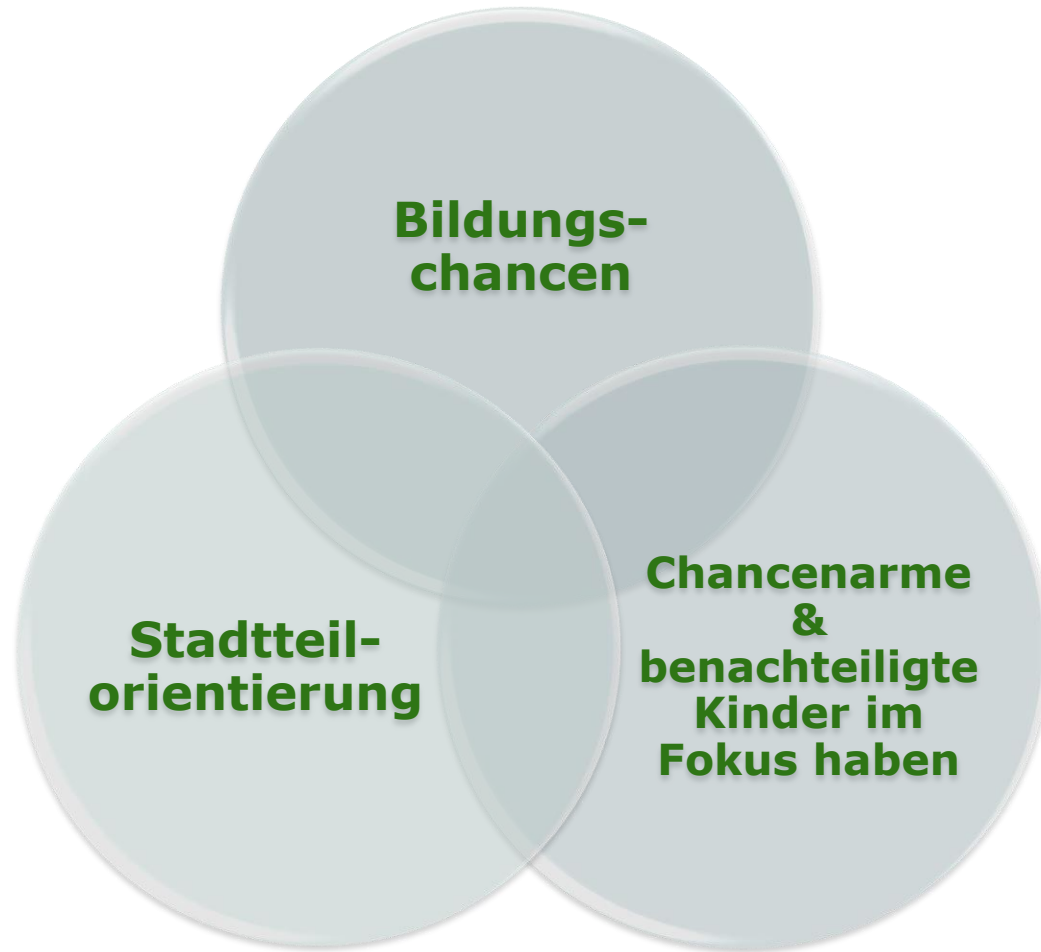 Bildungs-
chancen
Stadtteil-
orientierung
Chancenarme
&
benachteiligte
Kinder im
Fokus haben